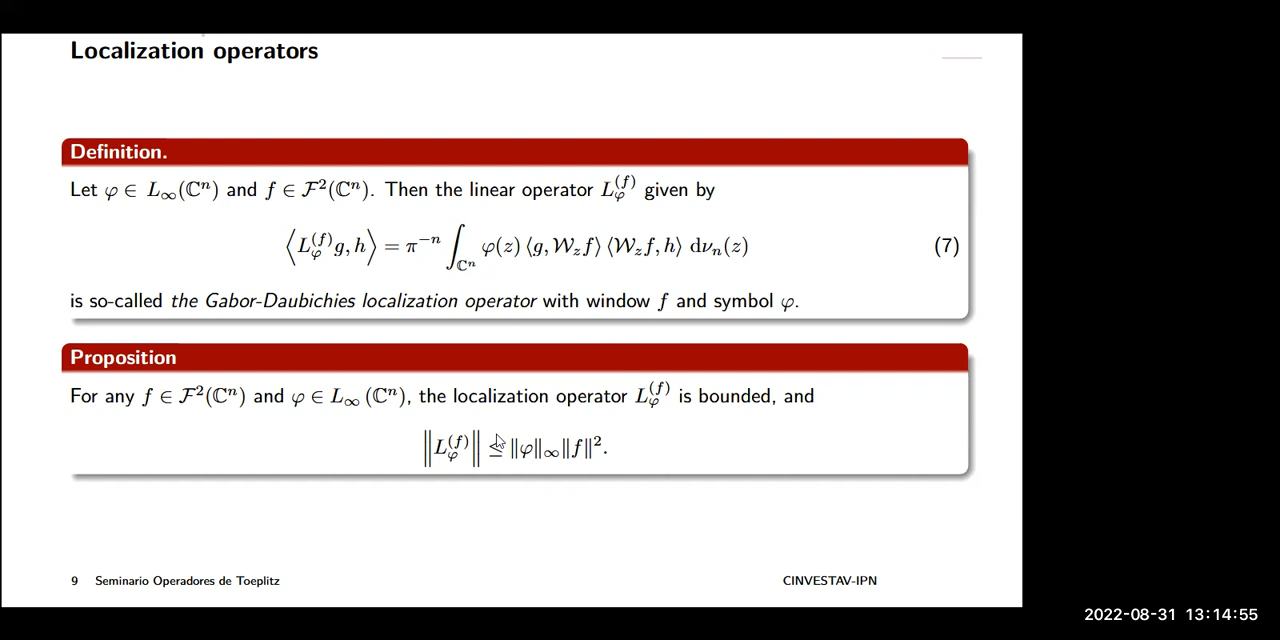 Localization operators
Definition.
Let φ ∈ L∞(ℂⁿ) and f ∈ ℱ²(ℂⁿ). Then the linear operator L_φ^(f) given by
⟨L_φ^(f) g, h⟩ = π⁻ⁿ ∫_ℂⁿ φ(z) ⟨g, 𝒲_z f⟩ ⟨𝒲_z f, h⟩ dν_n(z) (7)
is so-called the Gabor-Daubichies localization operator with window f and symbol φ.
Proposition
For any f ∈ ℱ²(ℂⁿ) and φ ∈ L∞ (ℂⁿ), the localization operator L_φ^(f) is bounded, and
‖L_φ^(f)‖ ≤ ‖φ‖∞‖f‖².
9 Seminario Operadores de Toeplitz CINVESTAV-IPN
2022-08-31 13:14:55